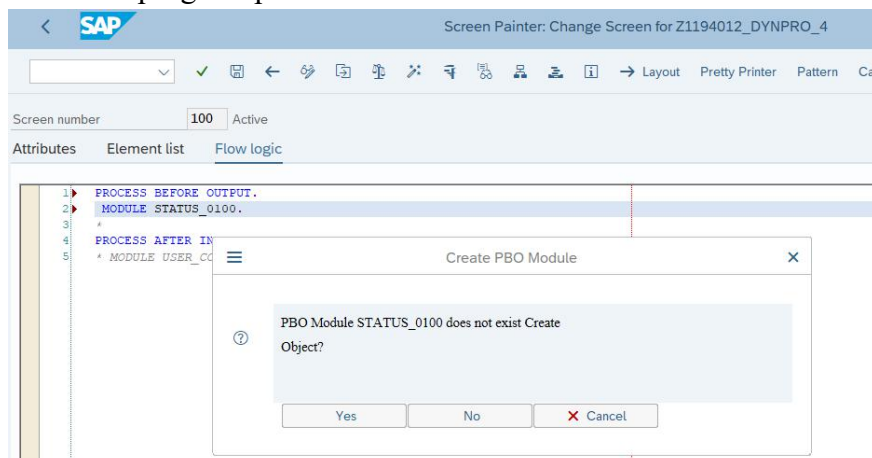 SAP
Screen Painter: Change Screen for Z1194012_DYNPRO_4
Layout Pretty Printer Pattern Ca
Screen number 100 Active
Attributes Element list Flow logic
1 PROCESS BEFORE OUTPUT.
2 MODULE STATUS_0100.
3 *
4 PROCESS AFTER IN
5 * MODULE USER_CO
Create PBO Module
PBO Module STATUS_0100 does not exist Create
Object?
Yes No Cancel